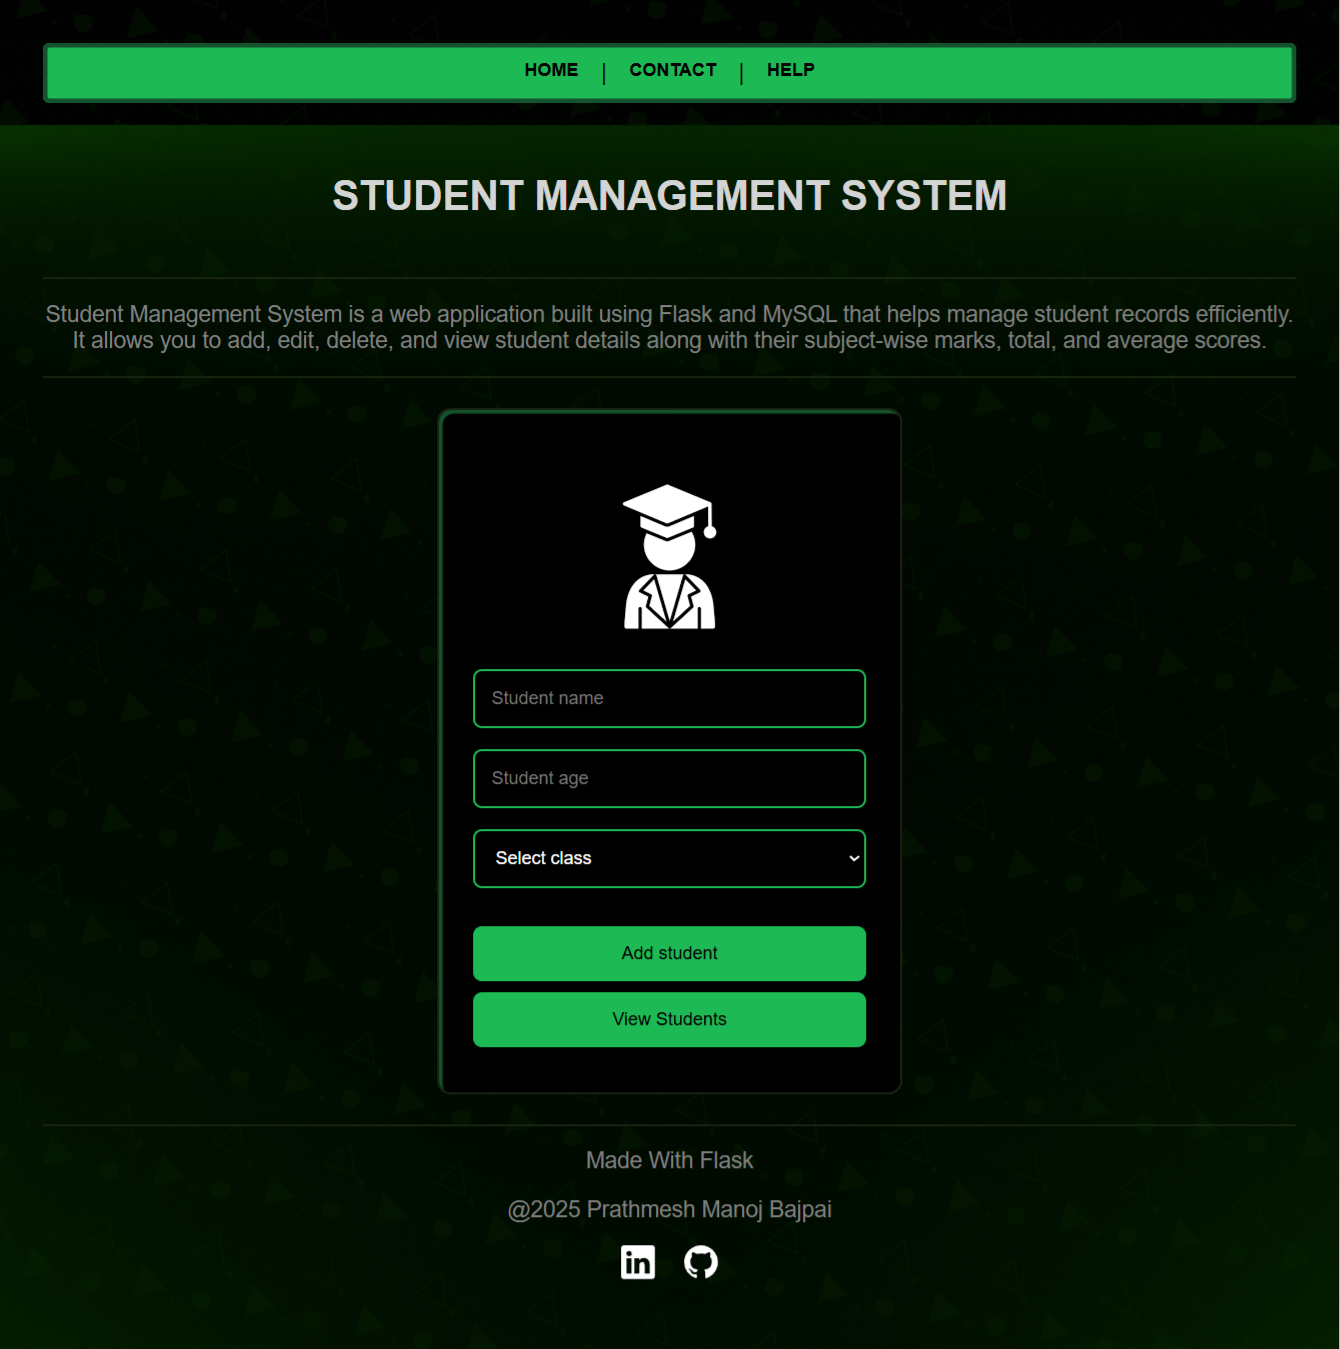 HOME | CONTACT | HELP
STUDENT MANAGEMENT SYSTEM
Student Management System is a web application built using Flask and MySQL that helps manage student records efficiently.
It allows you to add, edit, delete, and view student details along with their subject-wise marks, total, and average scores.
Student name
Student age
Select class
Add student
View Students
Made With Flask
@2025 Prathmesh Manoj Bajpai
in